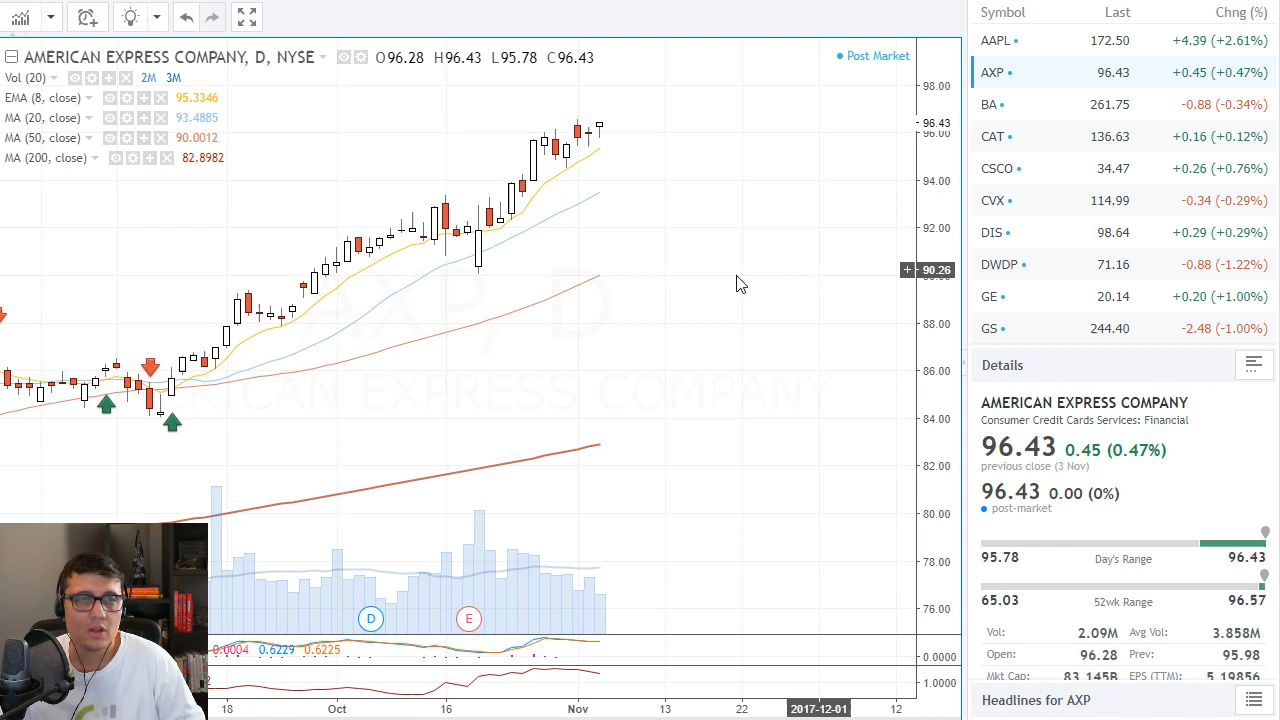 AMERICAN EXPRESS COMPANY, D, NYSE O96.28 H96.43 L95.78 C96.43
Post Market
Vol (20) 2M 3M
EMA (8, close) 95.3346
MA (20, close) 93.4885
MA (50, close) 90.0012
MA (200, close) 82.8982
AXP, D
98.00
96.43
96.00
94.00
92.00
90.26
88.00
86.00
84.00
82.00
80.00
78.00
76.00
D
E
0.0004 0.6229 0.6225
0.0000
1.0000
18 Oct 16 Nov 13 22 2017-12-01 12
Symbol Last Chng (%)
AAPL 172.50 +4.39 (+2.61%)
AXP 96.43 +0.45 (+0.47%)
BA 261.75 -0.88 (-0.34%)
CAT 136.63 +0.16 (+0.12%)
CSCO 34.47 +0.26 (+0.76%)
CVX 114.99 -0.34 (-0.29%)
DIS 98.64 +0.29 (+0.29%)
DWDP 71.16 -0.88 (-1.22%)
GE 20.14 +0.20 (+1.00%)
GS 244.40 -2.48 (-1.00%)
Details
AMERICAN EXPRESS COMPANY
Consumer Credit Cards Services: Financial
96.43 0.45 (0.47%)
previous close (3 Nov)
96.43 0.00 (0%)
post-market
95.78 Day's Range 96.43
65.03 52wk Range 96.57
Vol: 2.09M Avg Vol: 3.858M
Open: 96.28 Prev: 95.98
Mkt Cap: 83.145B EPS (TTM): 5.19856
Headlines for AXP